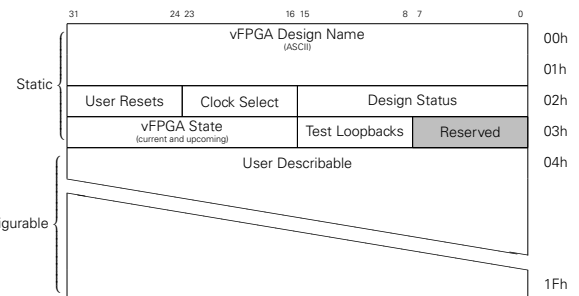 31 24 23 16 15 8 7 0
vFPGA Design Name
(ASCII)
00h
01h
Static
User Resets Clock Select Design Status 02h
vFPGA State
(current and upcoming)
Test Loopbacks Reserved 03h
User Describable 04h
igurable
1Fh